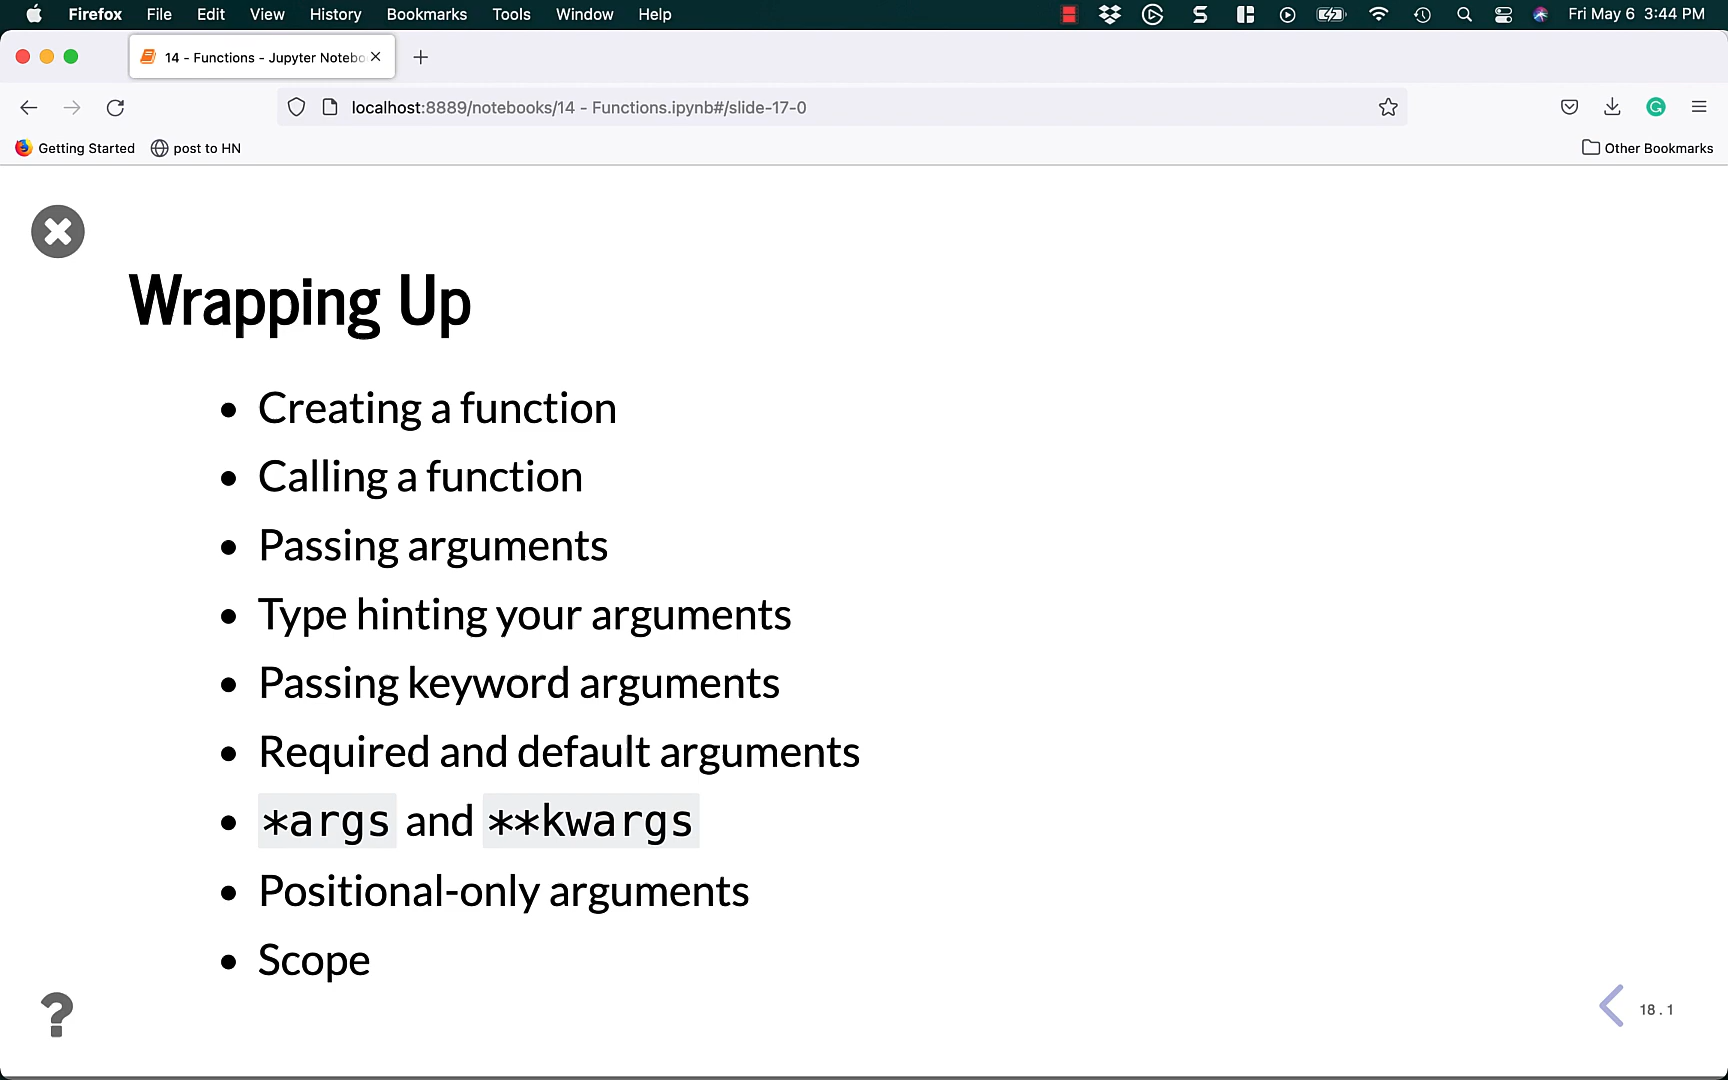 Firefox File Edit View History Bookmarks Tools Window Help Fri May 6 3:44 PM
14 - Functions - Jupyter Notebo
localhost:8889/notebooks/14 - Functions.ipynb#/slide-17-0
Getting Started post to HN Other Bookmarks
Wrapping Up
• Creating a function
• Calling a function
• Passing arguments
• Type hinting your arguments
• Passing keyword arguments
• Required and default arguments
• *args and **kwargs
• Positional-only arguments
• Scope
?
18.1